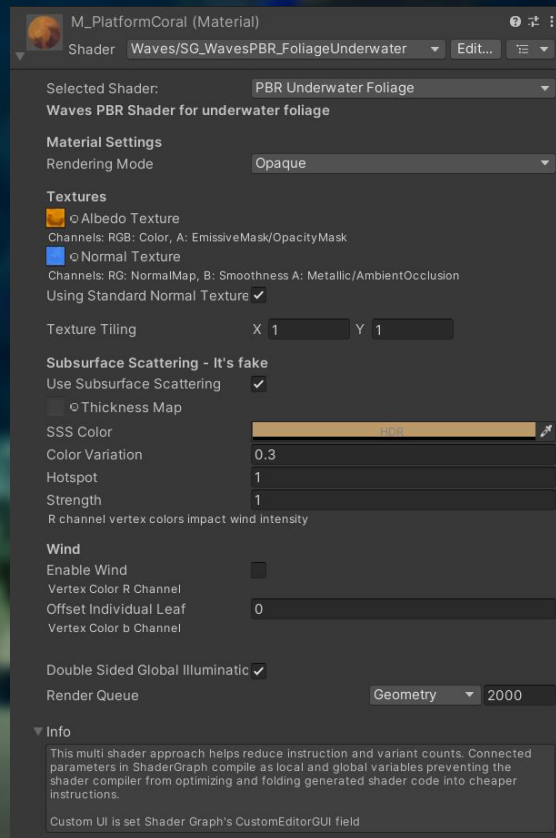 M_PlatformCoral (Material)
Shader Waves/SG_WavesPBR_FoliageUnderwater Edit...
Selected Shader: PBR Underwater Foliage
Waves PBR Shader for underwater foliage
Material Settings
Rendering Mode Opaque
Textures
Albedo Texture
Channels: RGB: Color, A: EmissiveMask/OpacityMask
Normal Texture
Channels: RG: NormalMap, B: Smoothness A: Metallic/AmbientOcclusion
Using Standard Normal Texture
Texture Tiling X 1 Y 1
Subsurface Scattering - It's fake
Use Subsurface Scattering
Thickness Map
SSS Color HDR
Color Variation 0.3
Hotspot 1
Strength 1
R channel vertex colors impact wind intensity
Wind
Enable Wind
Vertex Color R Channel
Offset Individual Leaf 0
Vertex Color b Channel
Double Sided Global Illuminatic
Render Queue Geometry 2000
Info
This multi shader approach helps reduce instruction and variant counts. Connected
parameters in ShaderGraph compile as local and global variables preventing the
shader compiler from optimizing and folding generated shader code into cheaper
instructions.
Custom UI is set Shader Graph's CustomEditorGUI field